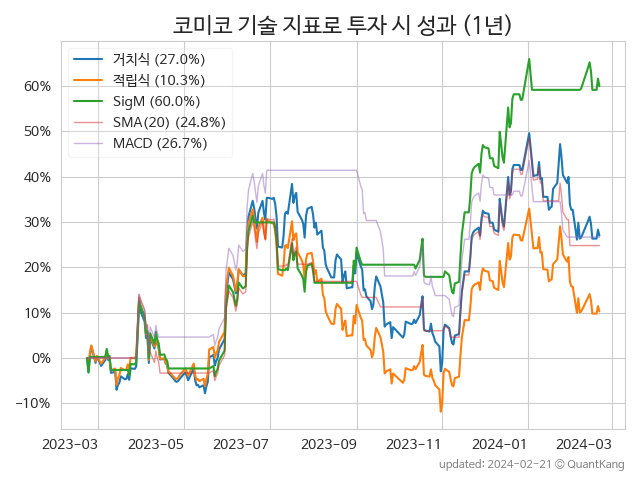 코미코 기술 지표로 투자 시 성과 (1년)
거치식 (27.0%)
적립식 (10.3%)
SigM (60.0%)
SMA(20) (24.8%)
MACD (26.7%)
60%
50%
40%
30%
20%
10%
0%
−10%
2023-03 2023-05 2023-07 2023-09 2023-11 2024-01 2024-03
updated: 2024-02-21 © QuantKang